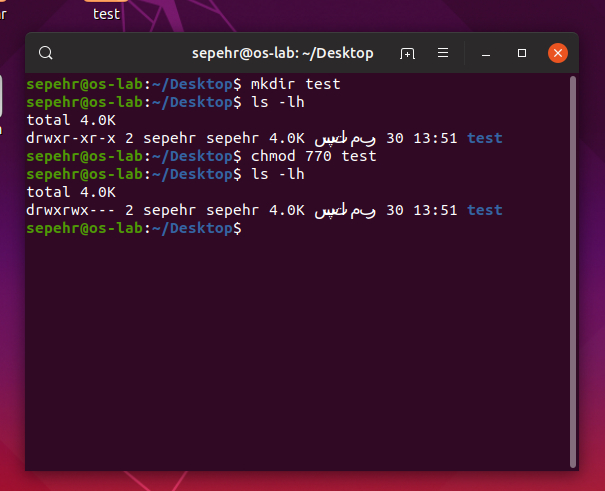 test
sepehr@os-lab: ~/Desktop
sepehr@os-lab:~/Desktop$ mkdir test
sepehr@os-lab:~/Desktop$ ls -lh
total 4.0K
drwxr-xr-x 2 sepehr sepehr 4.0K سپتامبر 30 13:51 test
sepehr@os-lab:~/Desktop$ chmod 770 test
sepehr@os-lab:~/Desktop$ ls -lh
total 4.0K
drwxrwx--- 2 sepehr sepehr 4.0K سپتامبر 30 13:51 test
sepehr@os-lab:~/Desktop$